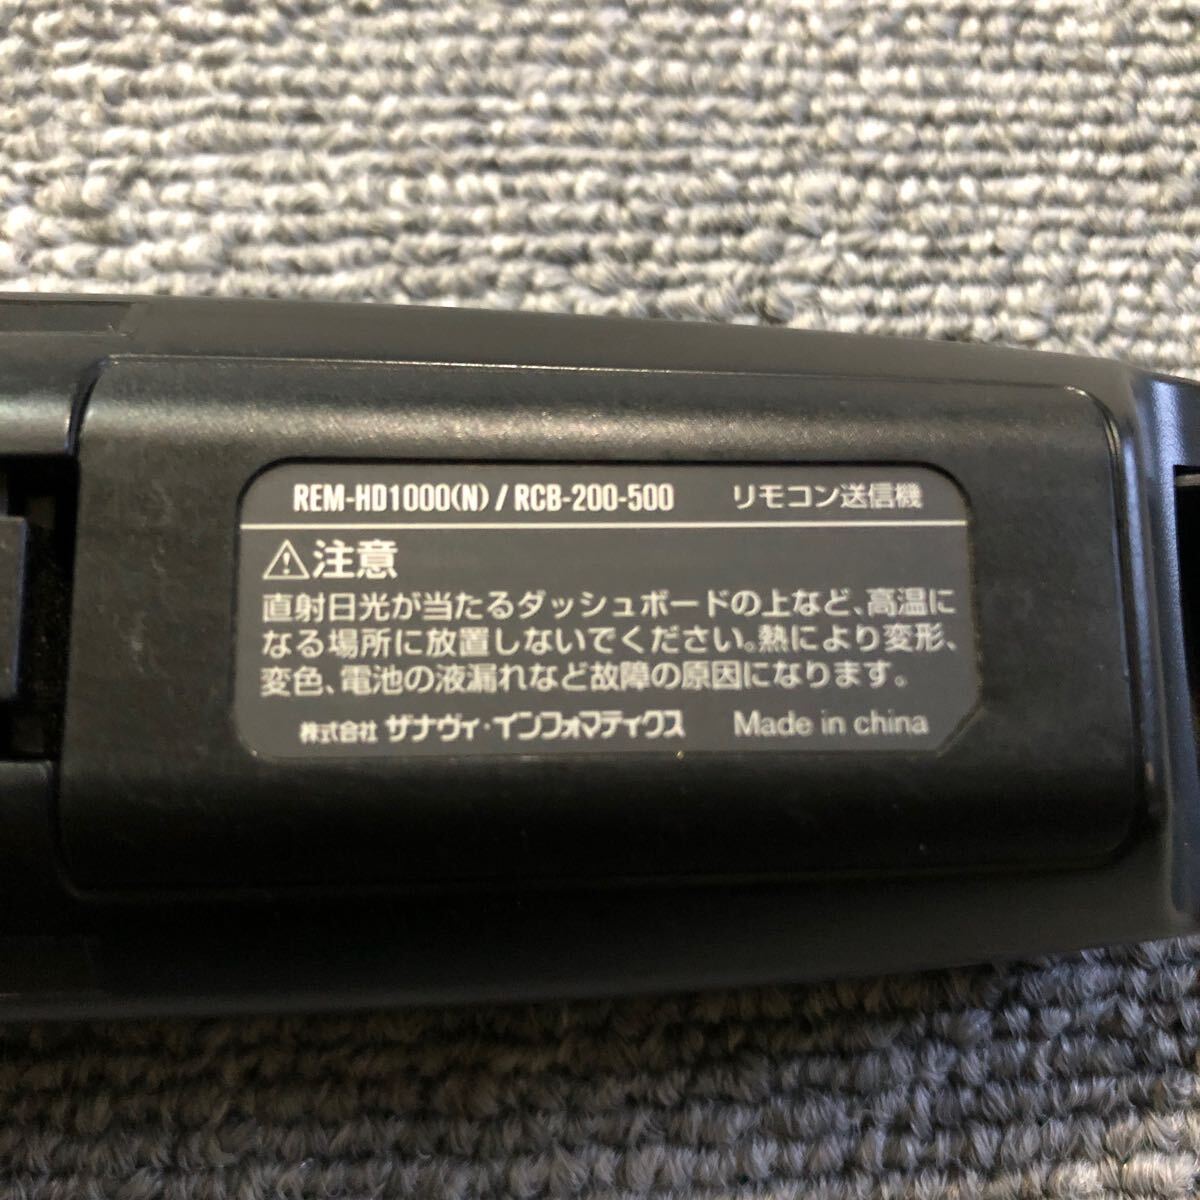 REM-HD1000(N) / RCB-200-500 リモコン送信機
⚠注意
直射日光が当たるダッシュボードの上など、高温に
なる場所に放置しないでください。熱により変形、
変色、電池の液漏れなど故障の原因になります。
株式会社 ザナヴィ・インフォマティクス Made in china